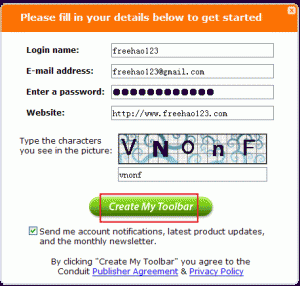 Please fill in your details below to get started
Login name: freehao123
E-mail address: freehao123@gmail.com
Enter a password: ●●●●●●●●●●●●
Website: http://www.freehao123.com
Type the characters
you see in the picture:
V N O n F
vnonf
Create My Toolbar
Send me account notifications, latest product updates,
and the monthly newsletter.
By clicking "Create My Toolbar" you agree to the
Conduit Publisher Agreement & Privacy Policy